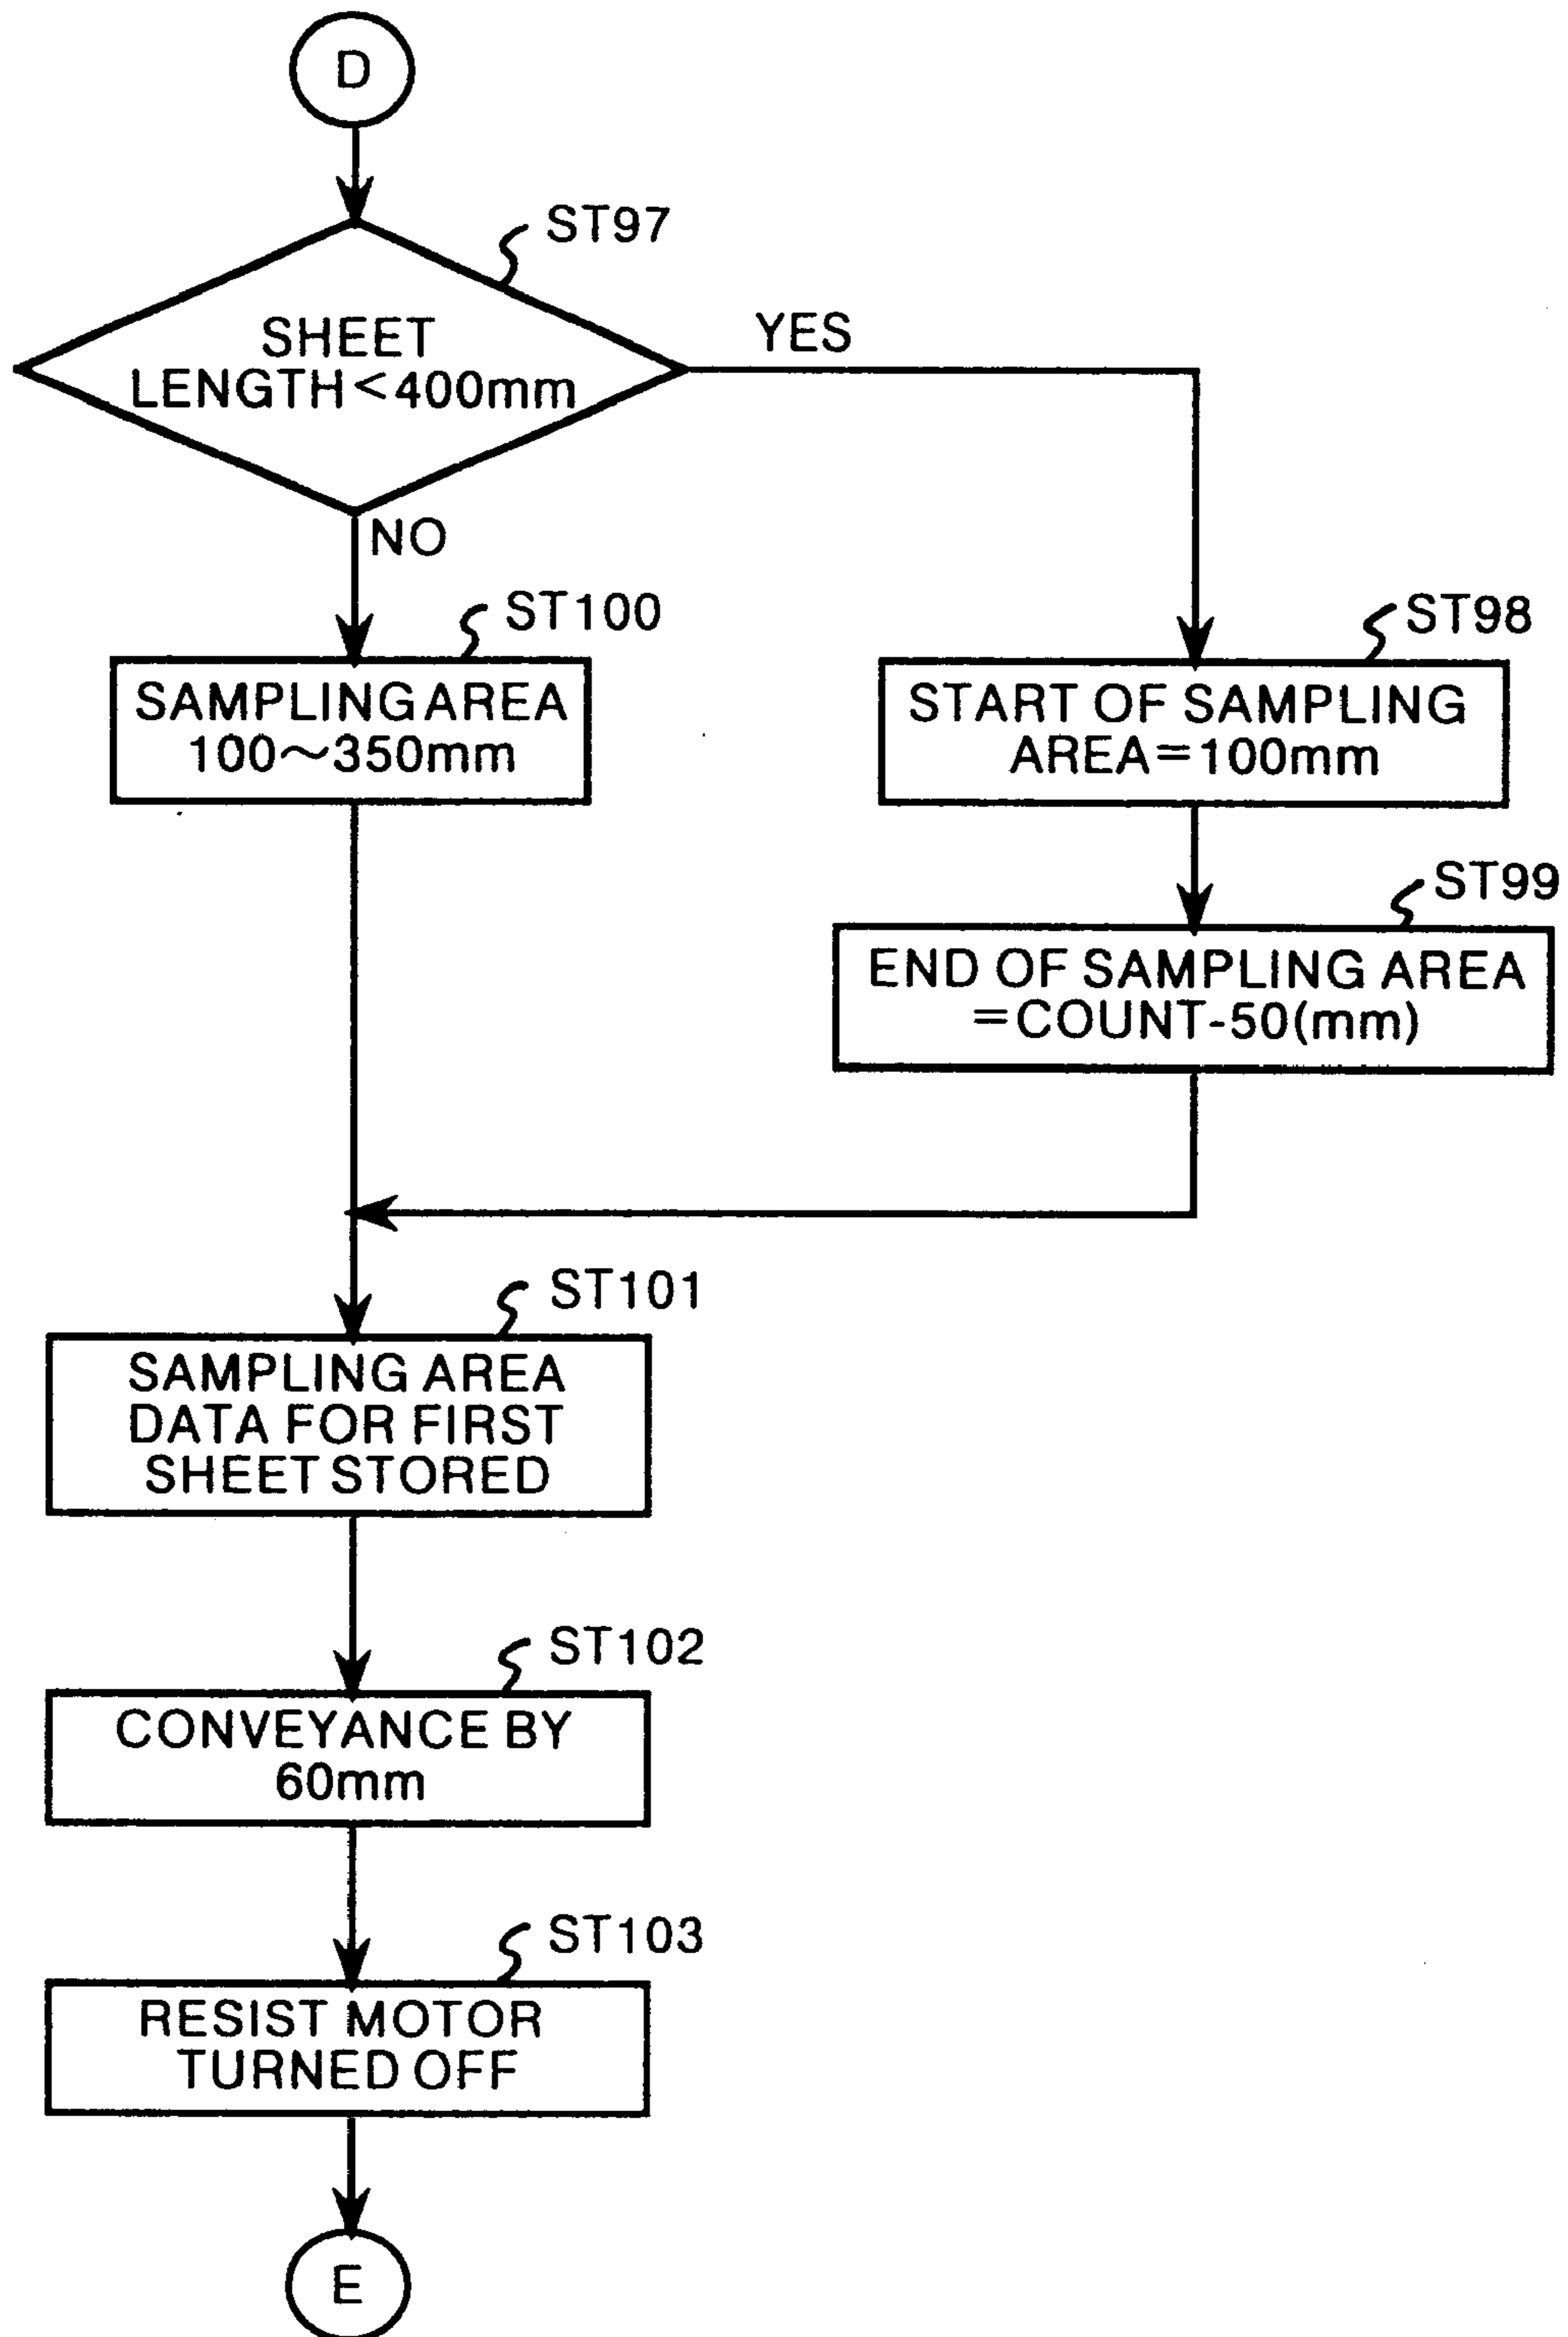 D
ST97
SHEET
LENGTH<400mm
YES
NO
ST100
SAMPLING AREA
100~350mm
ST98
START OF SAMPLING
AREA=100mm
ST99
END OF SAMPLING AREA
=COUNT-50(mm)
ST101
SAMPLING AREA
DATA FOR FIRST
SHEET STORED
ST102
CONVEYANCE BY
60mm
ST103
RESIST MOTOR
TURNED OFF
E